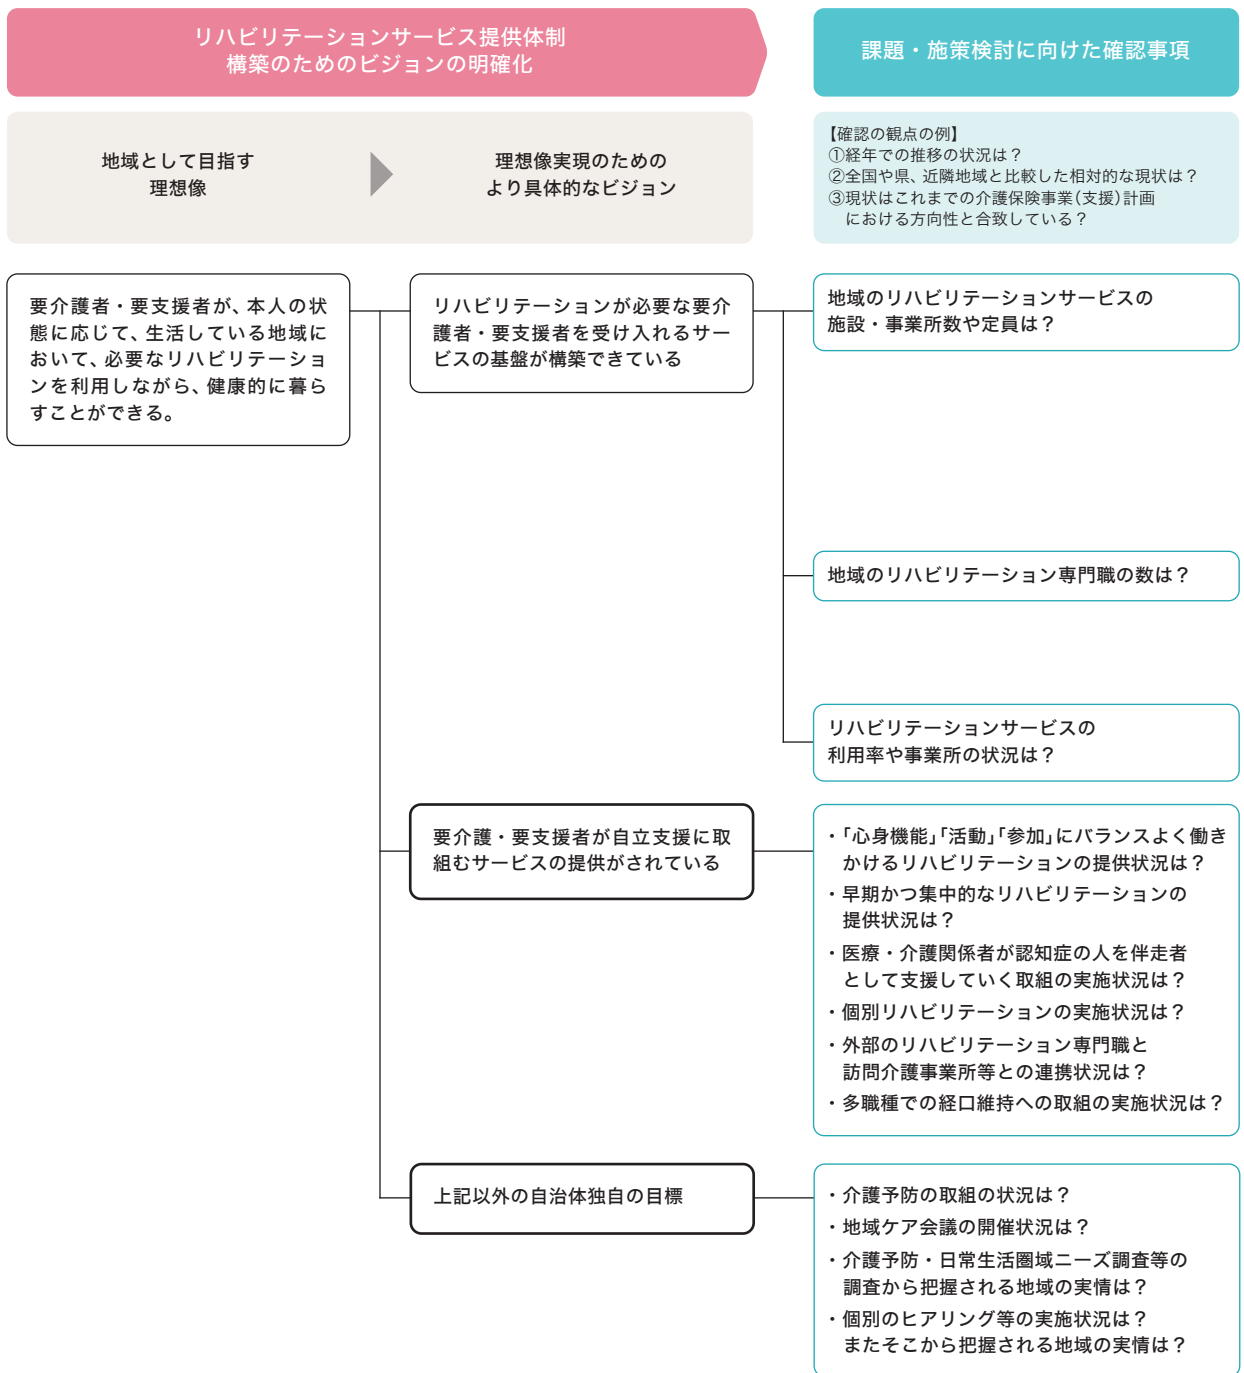 リハビリテーションサービス提供体制
構築のためのビジョンの明確化
課題・施策検討に向けた確認事項
地域として目指す
理想像
理想像実現のための
より具体的なビジョン
【確認の観点の例】
①経年での推移の状況は？
②全国や県、近隣地域と比較した相対的な現状は？
③現状はこれまでの介護保険事業(支援)計画
における方向性と合致している？
要介護者・要支援者が、本人の状
態に応じて、生活している地域に
おいて、必要なリハビリテーショ
ンを利用しながら、健康的に暮ら
すことができる。
リハビリテーションが必要な要介
護者・要支援者を受け入れるサー
ビスの基盤が構築できている
地域のリハビリテーションサービスの
施設・事業所数や定員は？
地域のリハビリテーション専門職の数は？
リハビリテーションサービスの
利用率や事業所の状況は？
要介護・要支援者が自立支援に取
組むサービスの提供がされている
・「心身機能」「活動」「参加」にバランスよく働き
かけるリハビリテーションの提供状況は？
・早期かつ集中的なリハビリテーションの
提供状況は？
・医療・介護関係者が認知症の人を伴走者
として支援していく取組の実施状況は？
・個別リハビリテーションの実施状況は？
・外部のリハビリテーション専門職と
訪問介護事業所等との連携状況は？
・多職種での経口維持への取組の実施状況は？
上記以外の自治体独自の目標
・介護予防の取組の状況は？
・地域ケア会議の開催状況は？
・介護予防・日常生活圏域ニーズ調査等の
調査から把握される地域の実情は？
・個別のヒアリング等の実施状況は？
またそこから把握される地域の実情は？